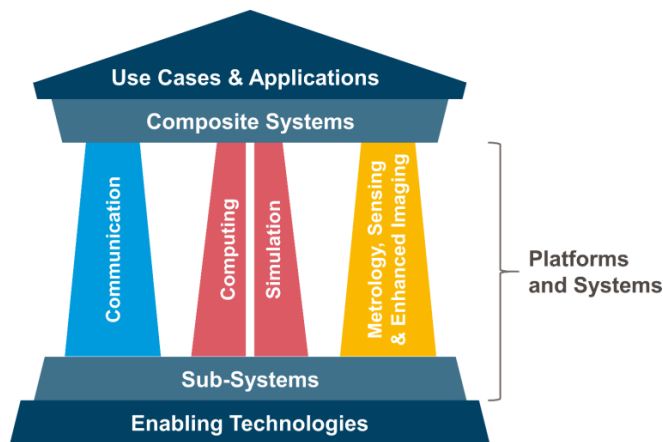 Use Cases & Applications
Composite Systems
Communication
Computing
Simulation
Metrology, Sensing
& Enhanced Imaging
Platforms
and Systems
Sub-Systems
Enabling Technologies